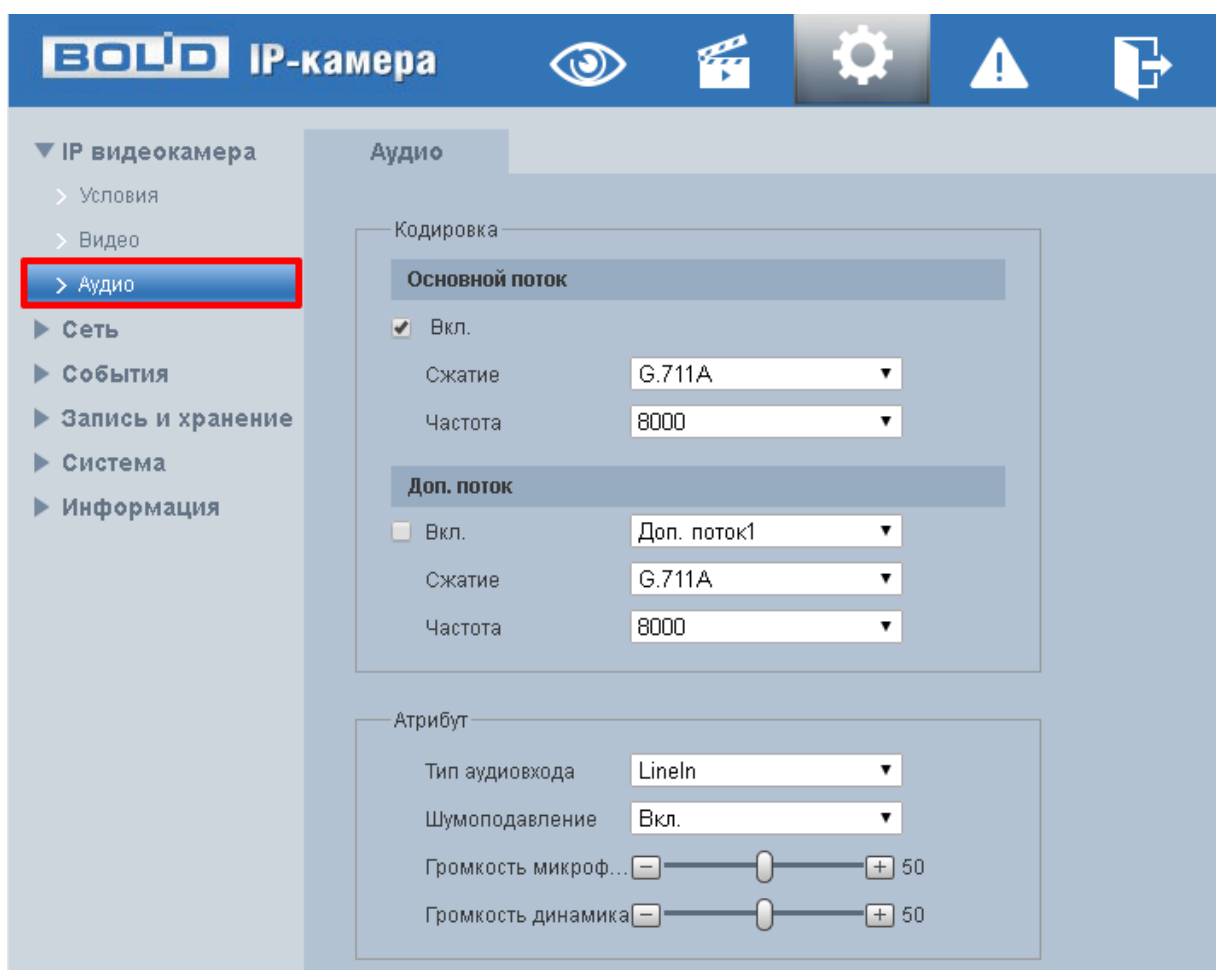 BOLID IP-камера
IP видеокамера
Условия
Видео
Аудио
Сеть
События
Запись и хранение
Система
Информация
Аудио
Кодировка
Основной поток
Вкл.
Сжатие G.711A
Частота 8000
Доп. поток
Вкл. Доп. поток1
Сжатие G.711A
Частота 8000
Атрибут
Тип аудиовхода LineIn
Шумоподавление Вкл.
Громкость микроф... 50
Громкость динамика 50